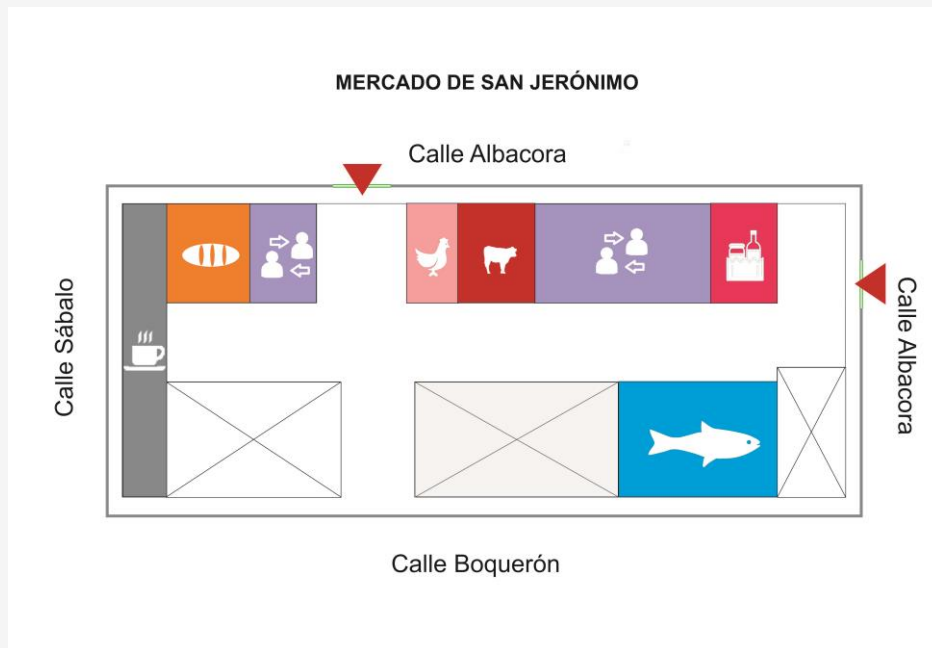 MERCADO DE SAN JERÓNIMO
Calle Albacora
Calle Sábalo
Calle Albacora
Calle Boquerón